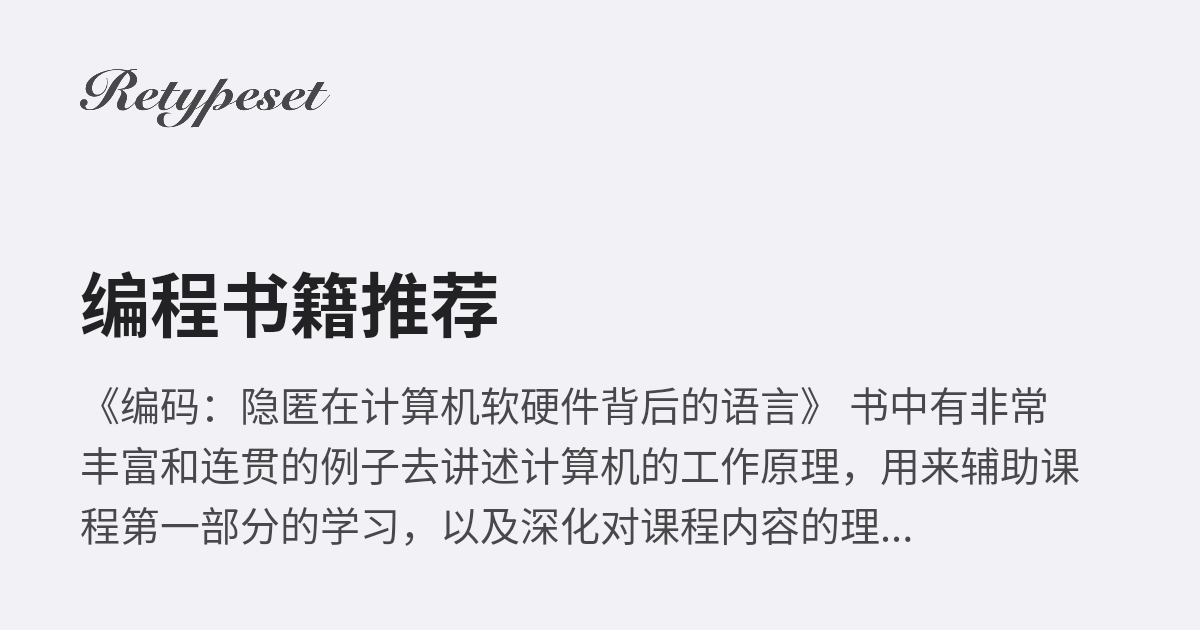 Retypeset
编程书籍推荐
《编码：隐匿在计算机软硬件背后的语言》 书中有非常
丰富和连贯的例子去讲述计算机的工作原理，用来辅助课
程第一部分的学习，以及深化对课程内容的理...